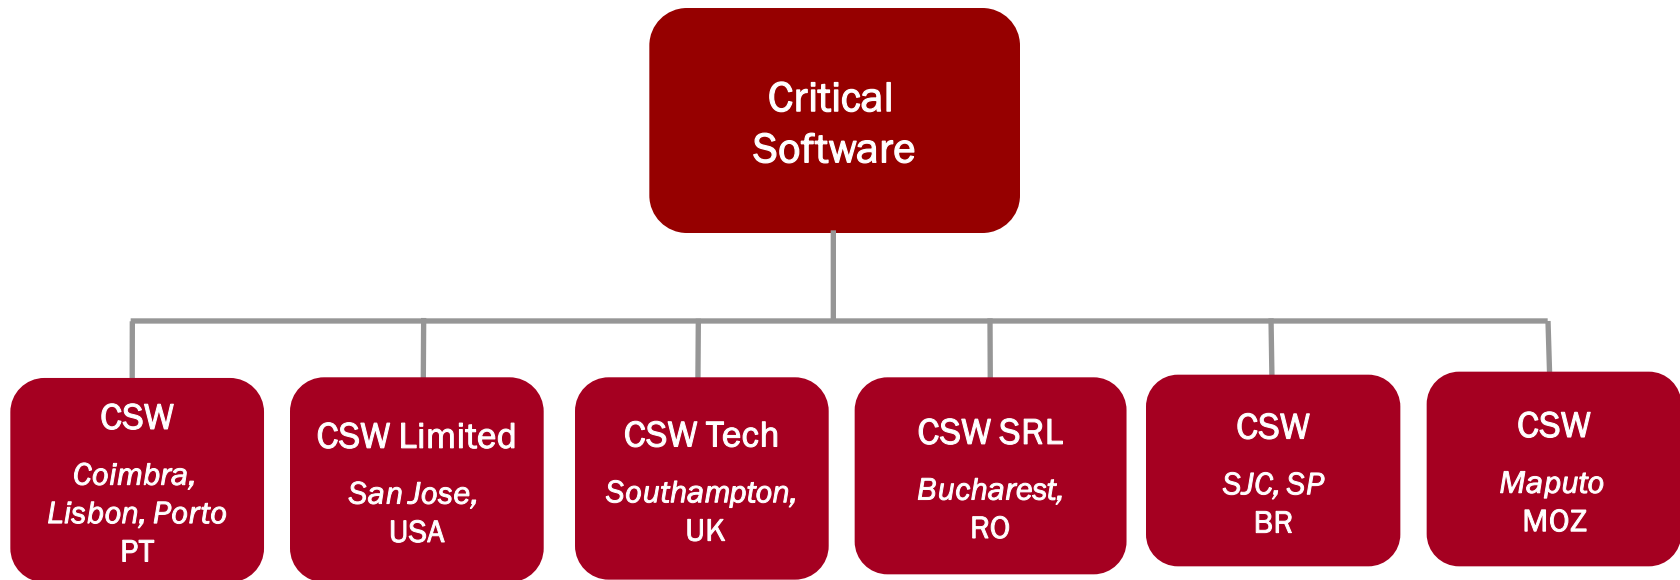 Critical
Software
CSW
Coimbra,
Lisbon, Porto
PT
CSW Limited
San Jose,
USA
CSW Tech
Southampton,
UK
CSW SRL
Bucharest,
RO
CSW
SJC, SP
BR
CSW
Maputo
MOZ